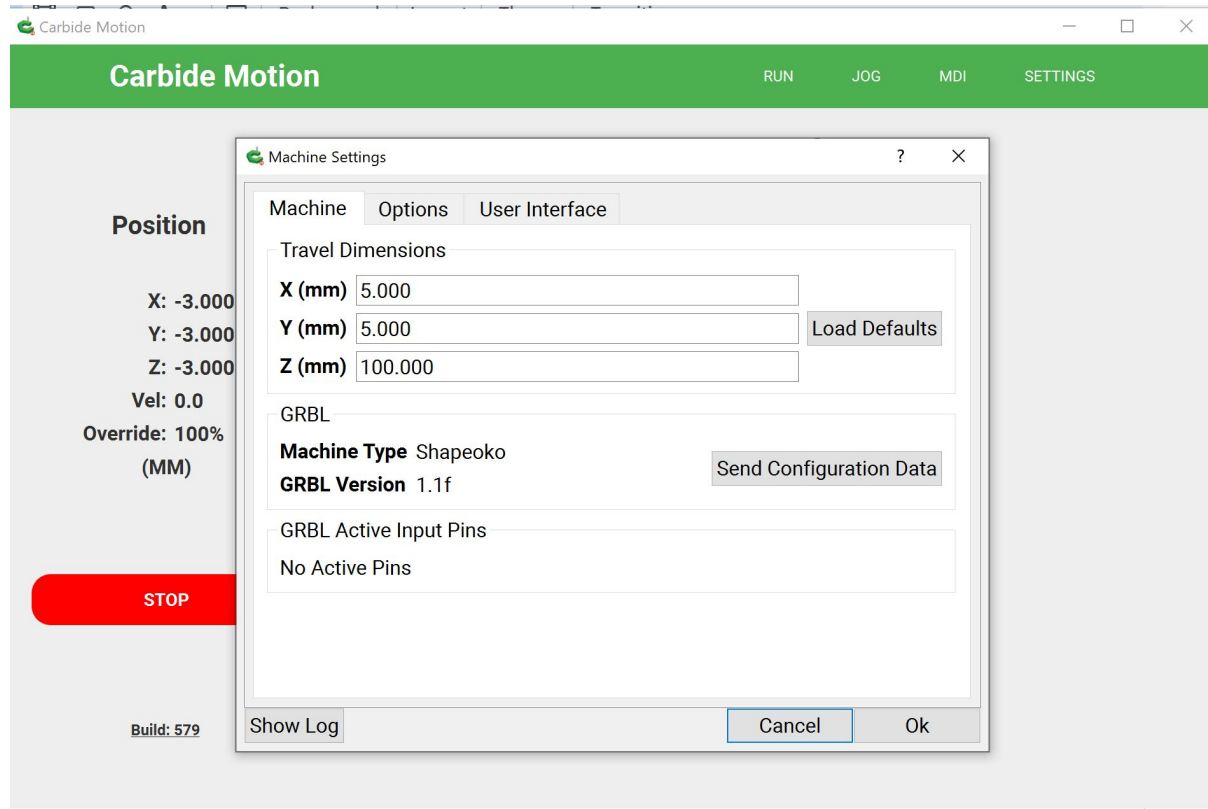 Carbide Motion
Carbide Motion RUN JOG MDI SETTINGS
Machine Settings
?
Machine Options User Interface
Position
X: -3.000
Y: -3.000
Z: -3.000
Vel: 0.0
Override: 100%
(MM)
STOP
Build: 579
Travel Dimensions
X (mm) 5.000
Y (mm) 5.000
Load Defaults
Z (mm) 100.000
GRBL
Machine Type Shapeoko
Send Configuration Data
GRBL Version 1.1f
GRBL Active Input Pins
No Active Pins
Show Log Cancel Ok